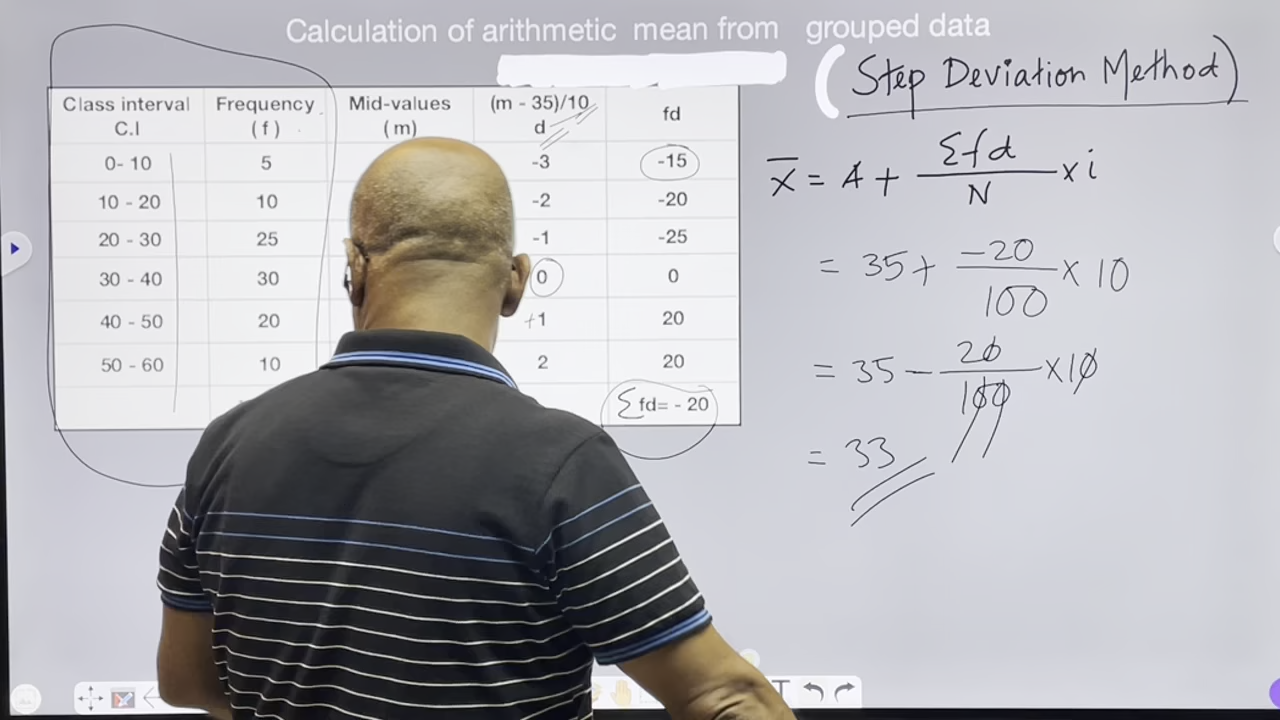 Calculation of arithmetic mean from grouped data
(Step Deviation Method)
Class interval C.I Frequency (f) Mid-values (m) (m - 35)/10 d fd
0- 10 5 -3 -15
10 - 20 10 -2 -20
20 - 30 25 -1 -25
30 - 40 30 0 0
40 - 50 20 +1 20
50 - 60 10 2 20
∑fd= - 20
X̅ = A + Σfd/N x i
= 35 + -20/100 x 10
= 35 - 20/100 x 10
= 33
T